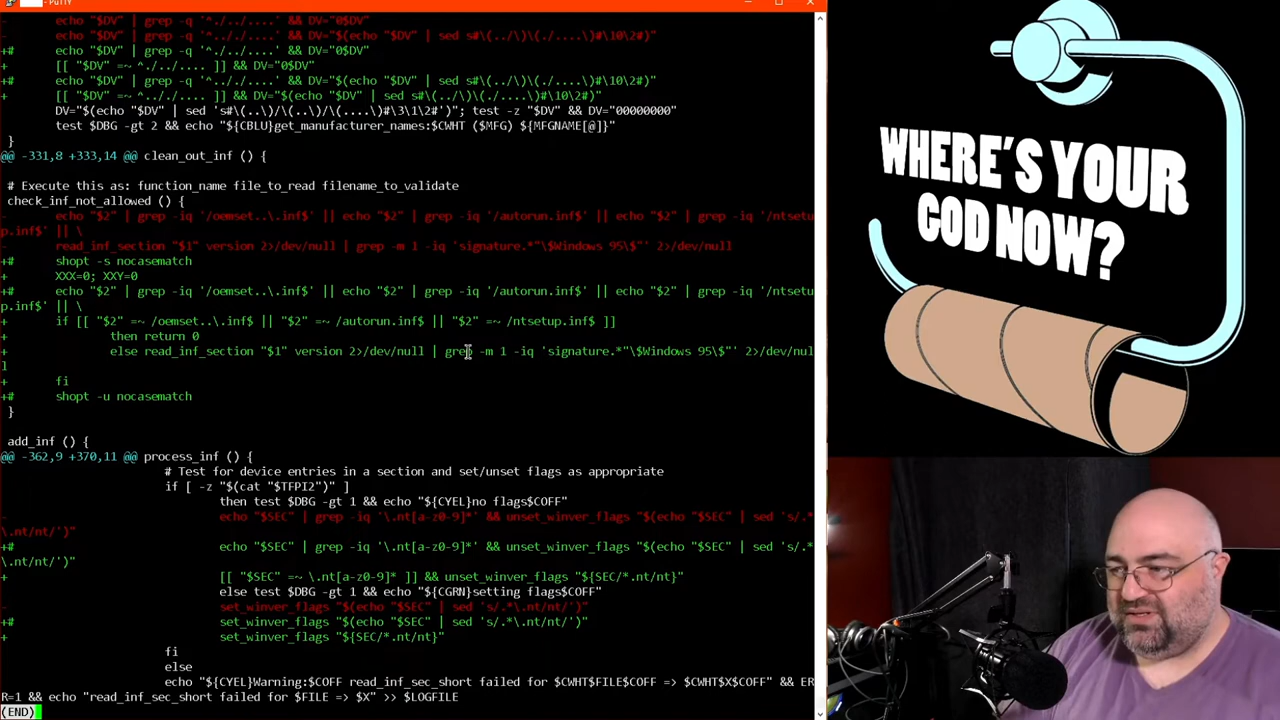 PuTTY
-       echo "$DV" | grep -q '^./../....' && DV="0$DV"
-       echo "$DV" | grep -q '^.././....' && DV="$(echo "$DV" | sed s#\(../\)\(./....\)#\10\2#)"
+#      echo "$DV" | grep -q '^./../....' && DV="0$DV"
+       [[ "$DV" =~ ^./../.... ]] && DV="0$DV"
+#      echo "$DV" | grep -q '^.././....' && DV="$(echo "$DV" | sed s#\(../\)\(./....\)#\10\2#)"
+       [[ "$DV" =~ ^.././.... ]] && DV="$(echo "$DV" | sed s#\(../\)\(./....\)#\10\2#)"
DV="$(echo "$DV" | sed 's#\(..\)/\(..\)/\(....\)#\3\1\2#')"; test -z "$DV" && DV="00000000"
test $DBG -gt 2 && echo "${CBLU}get_manufacturer_names:$CWHT ($MFG) ${MFGNAME[@]}"
}
@@ -331,8 +333,14 @@ clean_out_inf () {
# Execute this as: function_name file_to_read filename_to_validate
check_inf_not_allowed () {
-       echo "$2" | grep -iq '/oemset..\.inf$' || echo "$2" | grep -iq '/autorun.inf$' || echo "$2" | grep -iq '/ntsetu
p.inf$' || \
-       read_inf_section "$1" version 2>/dev/null | grep -m 1 -iq 'signature.*"\$Windows 95\$"' 2>/dev/null
+#      shopt -s nocasematch
+       XXX=0; XXY=0
+#      echo "$2" | grep -iq '/oemset..\.inf$' || echo "$2" | grep -iq '/autorun.inf$' || echo "$2" | grep -iq '/ntsetu
p.inf$' || \
+       if [[ "$2" =~ /oemset..\.inf$ || "$2" =~ /autorun.inf$ || "$2" =~ /ntsetup.inf$ ]]
+               then return 0
+               else read_inf_section "$1" version 2>/dev/null | grep -m 1 -iq 'signature.*"\$Windows 95\$"' 2>/dev/nul
l
+       fi
+#      shopt -u nocasematch
}
add_inf () {
@@ -362,9 +370,11 @@ process_inf () {
# Test for device entries in a section and set/unset flags as appropriate
if [ -z "$(cat "$TFPI2")" ]
then test $DBG -gt 1 && echo "${CYEL}no flags$COFF"
-       echo "$SEC" | grep -iq '\.nt[a-z0-9]*' && unset_winver_flags "$(echo "$SEC" | sed 's/.*
\.nt/nt/')"
+#      echo "$SEC" | grep -iq '\.nt[a-z0-9]*' && unset_winver_flags "$(echo "$SEC" | sed 's/.*
\.nt/nt/')"
+       [[ "$SEC" =~ \.nt[a-z0-9]* ]] && unset_winver_flags "${SEC/*.nt/nt}"
else test $DBG -gt 1 && echo "${CGRN}setting flags$COFF"
-       set_winver_flags "$(echo "$SEC" | sed 's/.*\.nt/nt/')"
+#      set_winver_flags "$(echo "$SEC" | sed 's/.*\.nt/nt/')"
+       set_winver_flags "${SEC/*.nt/nt}"
fi
else
echo "${CYEL}Warning:$COFF read_inf_sec_short failed for $CWHT$FILE$COFF => $CWHT$X$COFF" && ER
R=1 && echo "read_inf_sec_short failed for $FILE => $X" >> $LOGFILE
(END)
WHERE'S YOUR
GOD NOW?